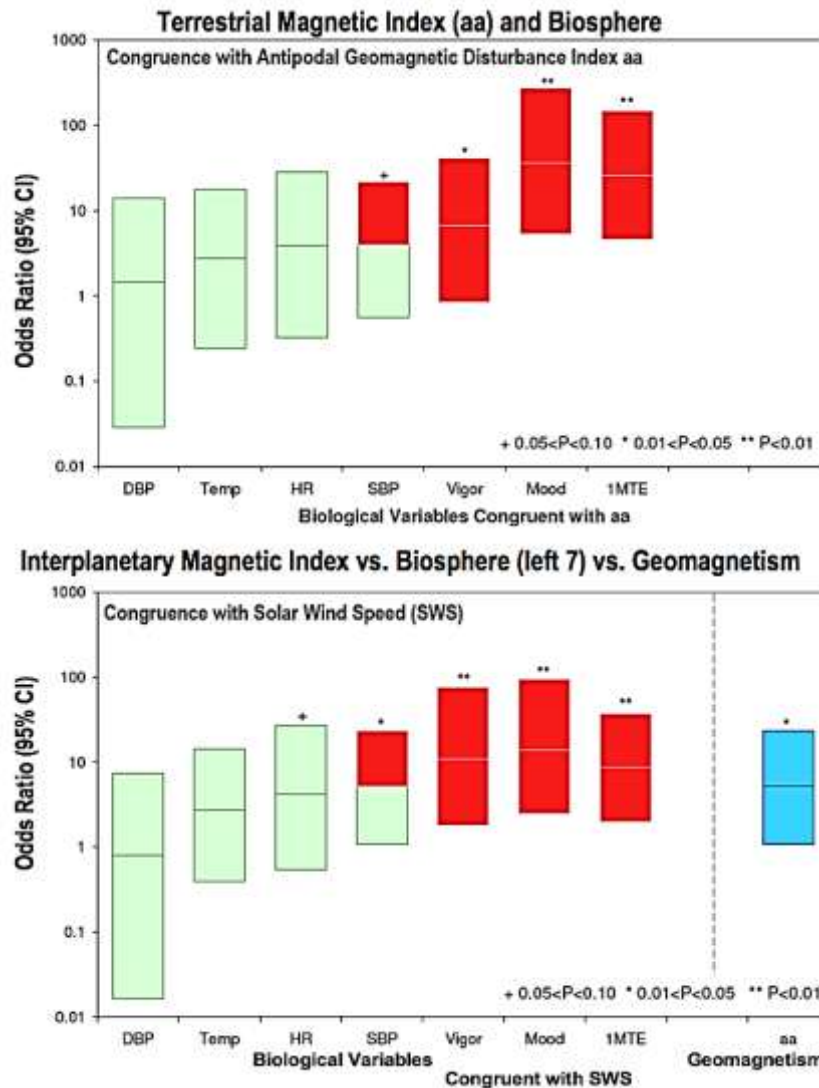 Terrestrial Magnetic Index (aa) and Biosphere
1000
Congruence with Antipodal Geomagnetic Disturbance Index aa
**
**
100
*
+
10
1
0.1
0.01
Odds Ratio (95% CI)
+ 0.05<P<0.10 * 0.01<P<0.05 ** P<0.01
DBP Temp HR SBP Vigor Mood 1MTE
Biological Variables Congruent with aa
Interplanetary Magnetic Index vs. Biosphere (left 7) vs. Geomagnetism
1000
Congruence with Solar Wind Speed (SWS)
100
+ * ** ** ** *
10
1
0.1
0.01
Odds Ratio (95% CI)
+ 0.05<P<0.10 * 0.01<P<0.05 ** P<0.01
DBP Temp HR SBP Vigor Mood 1MTE aa
Biological Variables Geomagnetism
Congruent with SWS